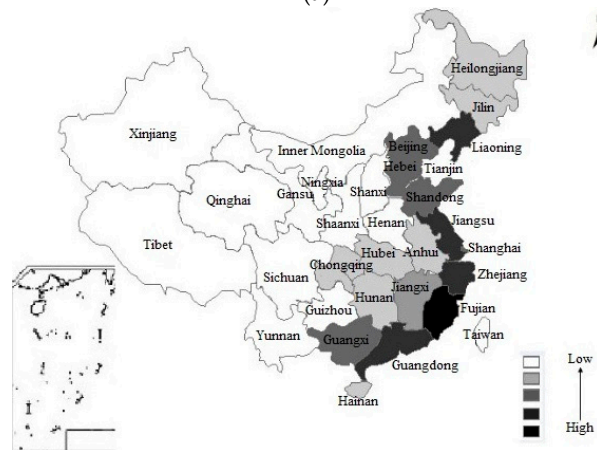 Heilongjiang
Jilin
Xinjiang
Inner Mongolia
Beijing
Liaoning
Hebei
Tianjin
Ningxia
Qinghai
Gansu
Shanxi
Shandong
Shaanxi
Henan
Jiangsu
Tibet
Hubei
Anhui
Shanghai
Chongqing
Sichuan
Zhejiang
Jiangxi
Hunan
Guizhou
Fujian
Yunnan
Guangxi
Taiwan
Guangdong
Hainan
Low
High